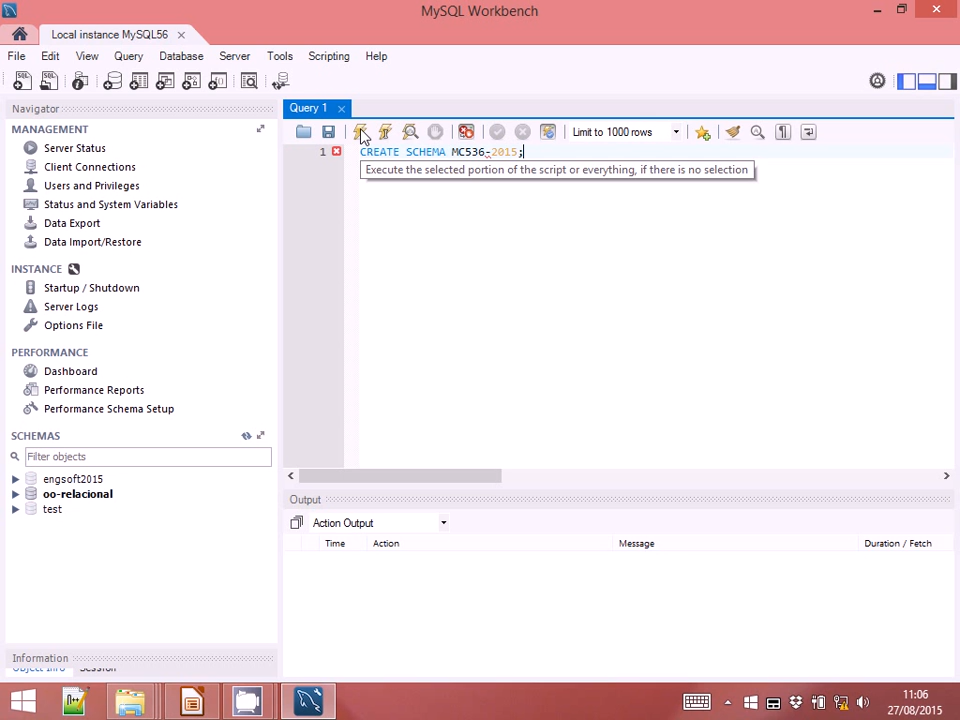 MySQL Workbench
Local instance MySQL56
File Edit View Query Database Server Tools Scripting Help
Navigator
MANAGEMENT
Server Status
Client Connections
Users and Privileges
Status and System Variables
Data Export
Data Import/Restore
INSTANCE
Startup / Shutdown
Server Logs
Options File
PERFORMANCE
Dashboard
Performance Reports
Performance Schema Setup
SCHEMAS
Filter objects
engsoft2015
oo-relacional
test
Information
Object Info Session
Query 1
Limit to 1000 rows
1 CREATE SCHEMA MC536-2015;
Execute the selected portion of the script or everything, if there is no selection
Output
Action Output
Time Action Message Duration / Fetch
11:06
27/08/2015